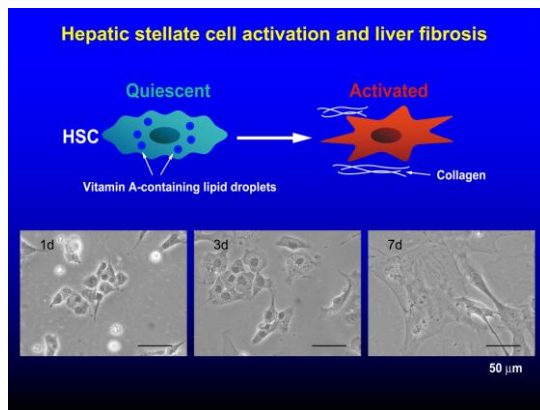 Hepatic stellate cell activation and liver fibrosis
Quiescent
Activated
HSC
Vitamin A-containing lipid droplets
Collagen
1d
3d
7d
50 μm